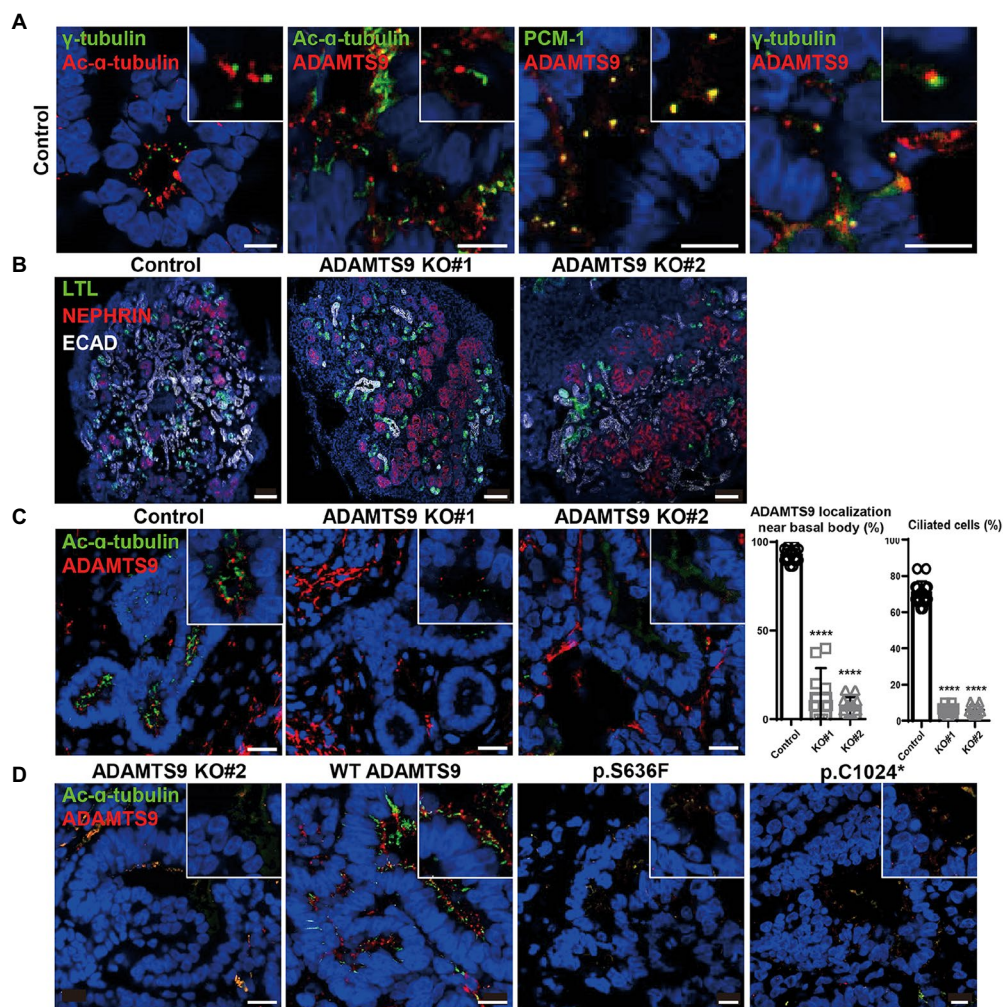 A
γ-tubulin
Ac-α-tubulin
Ac-α-tubulin
ADAMTS9
PCM-1
ADAMTS9
γ-tubulin
ADAMTS9
Control
B
Control
ADAMTS9 KO#1
ADAMTS9 KO#2
LTL
NEPHRIN
ECAD
C
Control
ADAMTS9 KO#1
ADAMTS9 KO#2
Ac-α-tubulin
ADAMTS9
ADAMTS9 localization
near basal body (%)
100
50
0
****
****
Control
KO#1
KO#2
Ciliated cells (%)
100
80
60
40
20
0
****
****
Control
KO#1
KO#2
D
ADAMTS9 KO#2
WT ADAMTS9
p.S636F
p.C1024*
Ac-α-tubulin
ADAMTS9